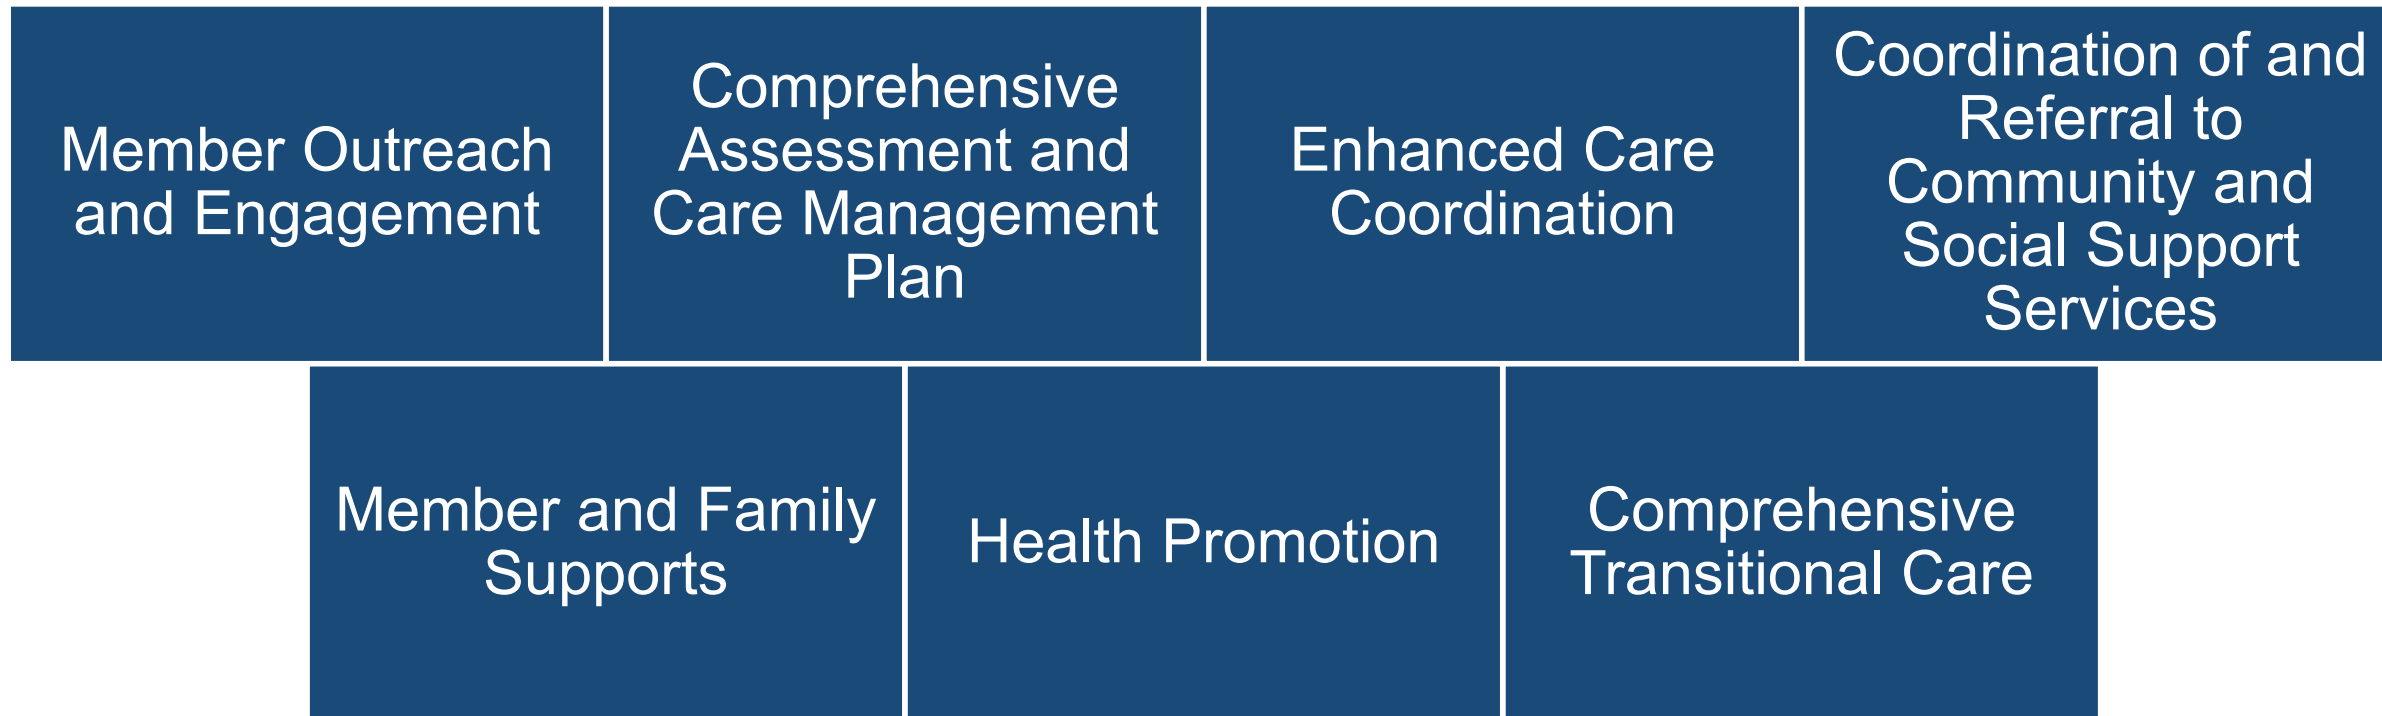 Member Outreach
and Engagement
Comprehensive
Assessment and
Care Management
Plan
Enhanced Care
Coordination
Coordination of and
Referral to
Community and
Social Support
Services
Member and Family
Supports
Health Promotion
Comprehensive
Transitional Care